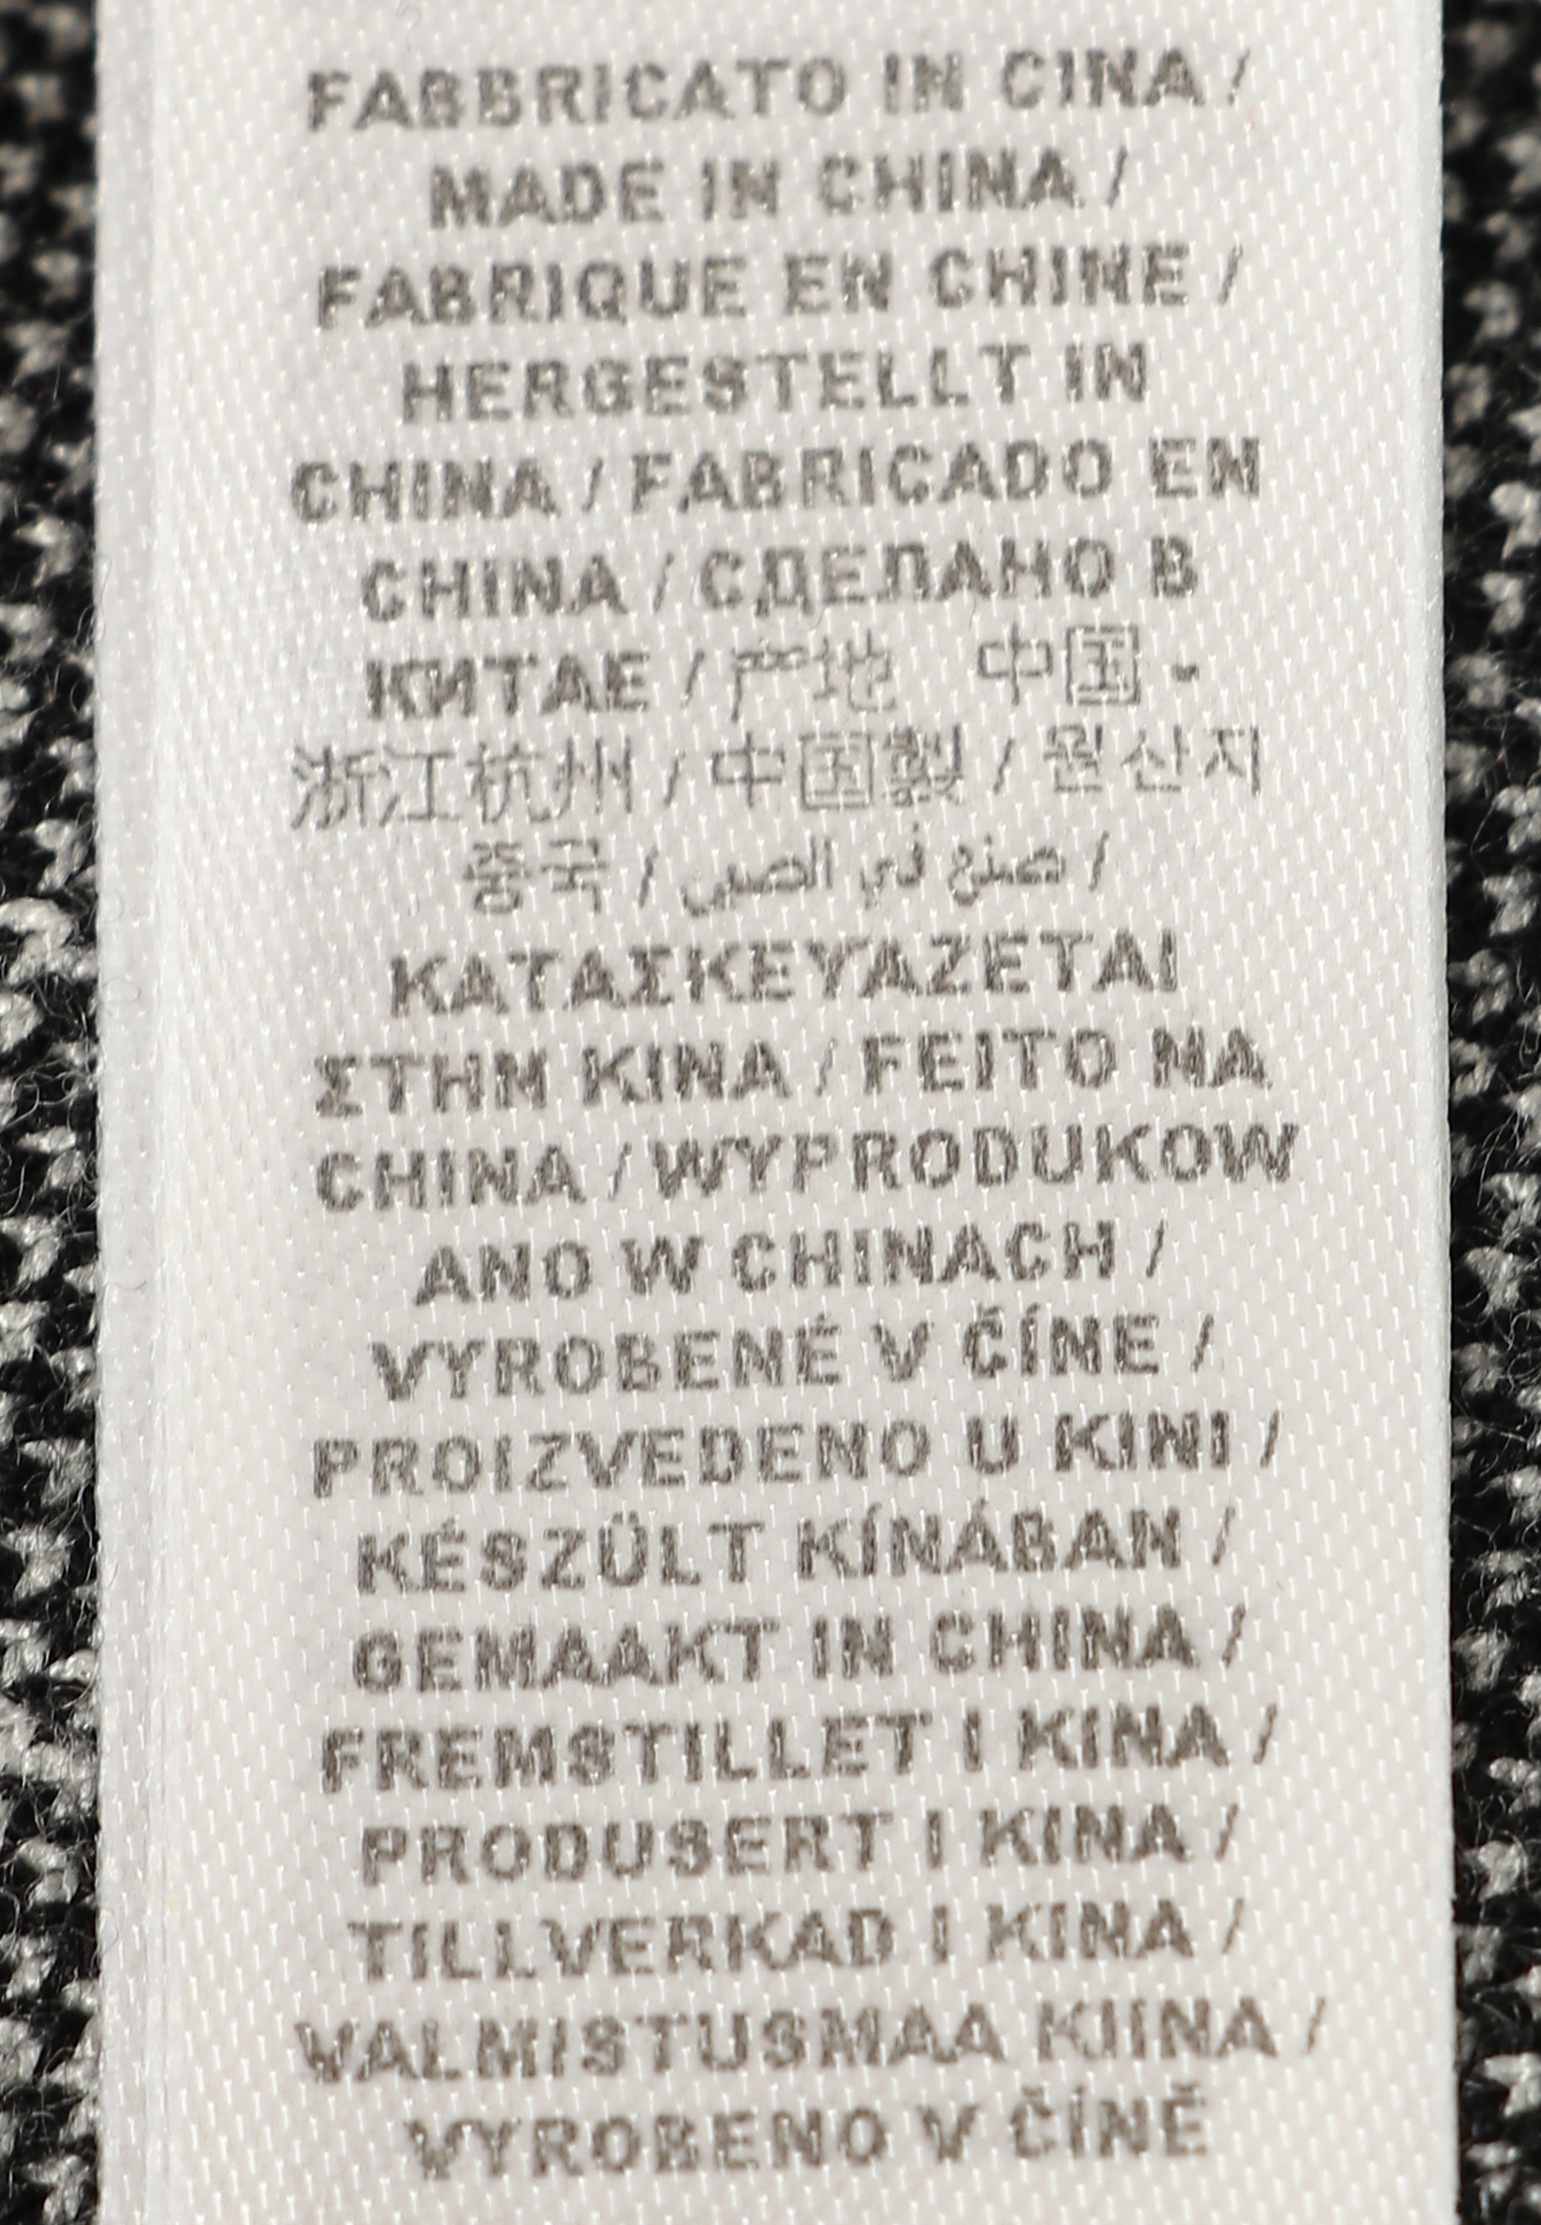 FABBRICATO IN CINA /
MADE IN CHINA /
FABRIQUE EN CHINE /
HERGESTELLT IN
CHINA / FABRICADO EN
CHINA / СДЕЛАНО В
КИТАЕ / 产地 中国 -
浙江杭州 / 中国製 / 원산지
중국 / صنع في الصين /
ΚΑΤΑΣΚΕΥΑΖΕΤΑΙ
ΣΤΗΝ ΚΙΝΑ / FEITO NA
CHINA / WYPRODUKOW
ANO W CHINACH /
VYROBENÉ V ČÍNE /
PROIZVEDENO U KINI /
KÉSZÜLT KÍNÁBAN /
GEMAAKT IN CHINA /
FREMSTILLET I KINA /
PRODUSERT I KINA /
TILLVERKAD I KINA /
VALMISTUSMAA KIINA /
VYROBENO V ČÍNĚ